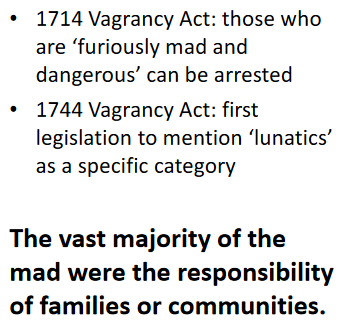 • 1714 Vagrancy Act: those who
are ‘furiously mad and
dangerous’ can be arrested
• 1744 Vagrancy Act: first
legislation to mention ‘lunatics’
as a specific category
The vast majority of the
mad were the responsibility
of families or communities.